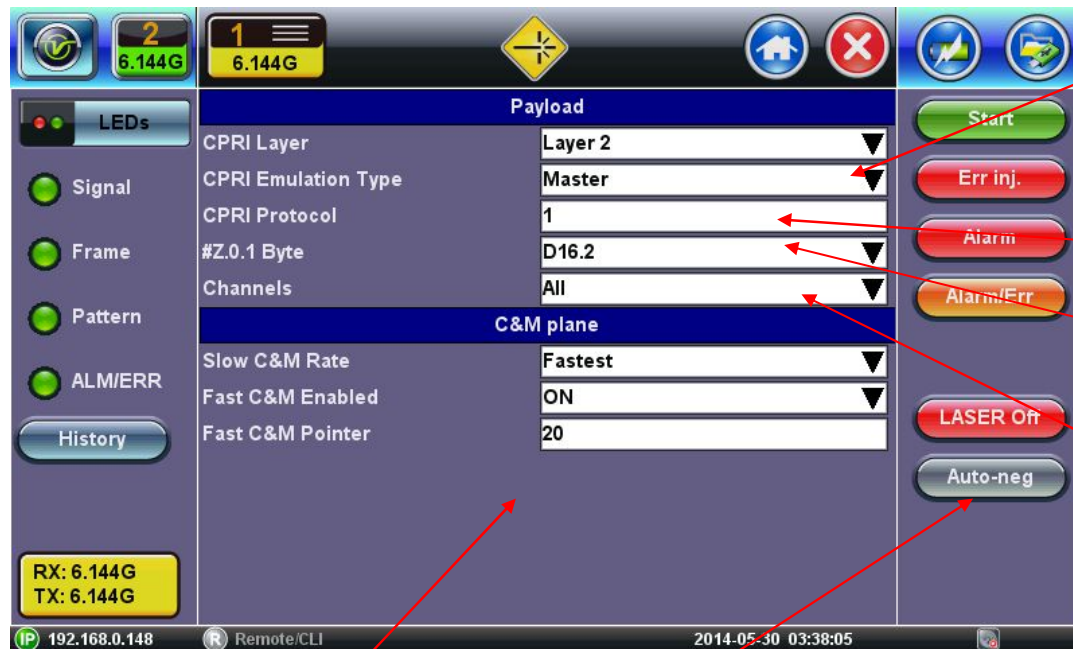 2
6.144G
1
6.144G
LEDs
Signal
Frame
Pattern
ALM/ERR
History
RX: 6.144G
TX: 6.144G
Payload
CPRI Layer Layer 2
CPRI Emulation Type Master
CPRI Protocol 1
#Z.0.1 Byte D16.2
Channels All
C&M plane
Slow C&M Rate Fastest
Fast C&M Enabled ON
Fast C&M Pointer 20
Start
Err inj.
Alarm
Alarm/Err
LASER Off
Auto-neg
IP 192.168.0.148 R Remote/CLI 2014-05-30 03:38:05